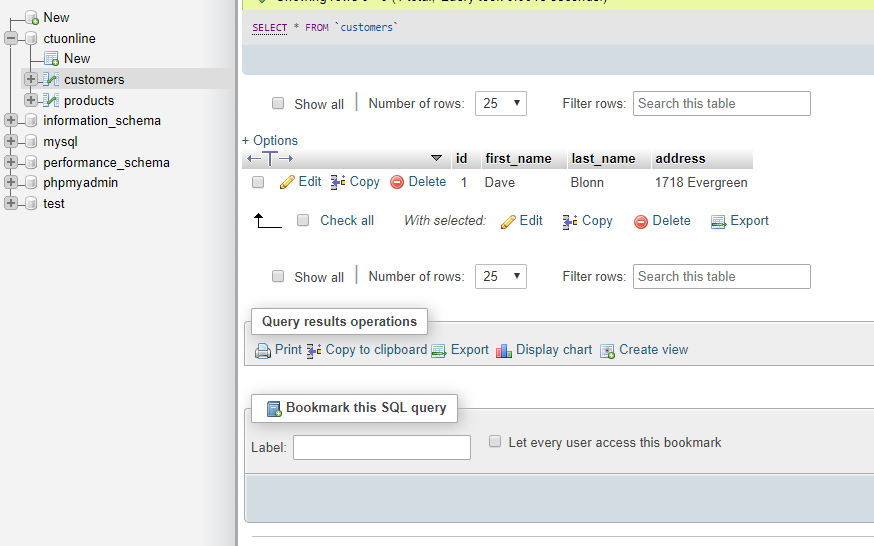 New
ctuonline
New
customers
products
information_schema
mysql
performance_schema
phpmyadmin
test
SELECT * FROM `customers`
Show all | Number of rows: 25 Filter rows: Search this table
+ Options
id first_name last_name address
Edit Copy Delete 1 Dave Blonn 1718 Evergreen
Check all With selected: Edit Copy Delete Export
Show all | Number of rows: 25 Filter rows: Search this table
Query results operations
Print Copy to clipboard Export Display chart Create view
Bookmark this SQL query
Label: Let every user access this bookmark